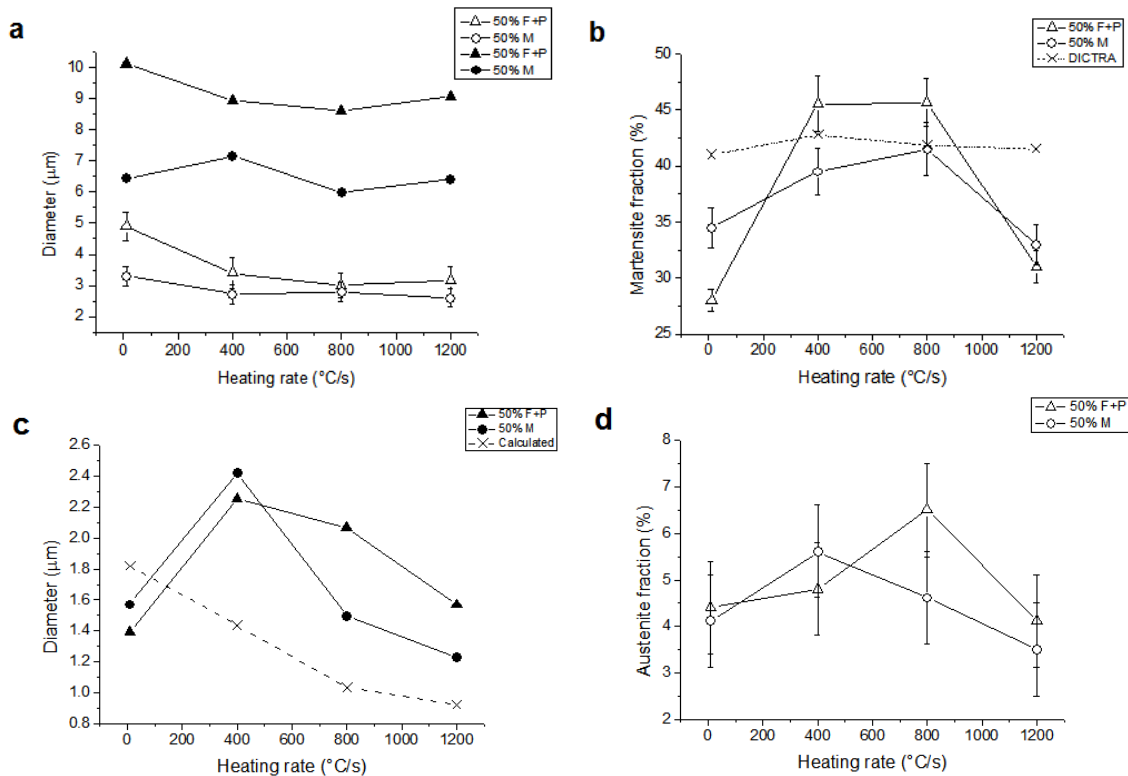 a
50% F+P
50% M
50% F+P
50% M
10
9
8
7
6
5
4
3
2
Diameter (μm)
0 200 400 600 800 1000 1200
Heating rate (°C/s)
b
50% F+P
50% M
DICTRA
50
45
40
35
30
25
Martensite fraction (%)
0 200 400 600 800 1000 1200
Heating rate (°C/s)
c
50% F+P
50% M
Calculated
2.6
2.4
2.2
2.0
1.8
1.6
1.4
1.2
1.0
0.8
Diameter (μm)
0 200 400 600 800 1000 1200
Heating rate (°C/s)
d
50% F+P
50% M
8
7
6
5
4
3
2
Austenite fraction (%)
0 200 400 600 800 1000 1200
Heating rate (°C/s)